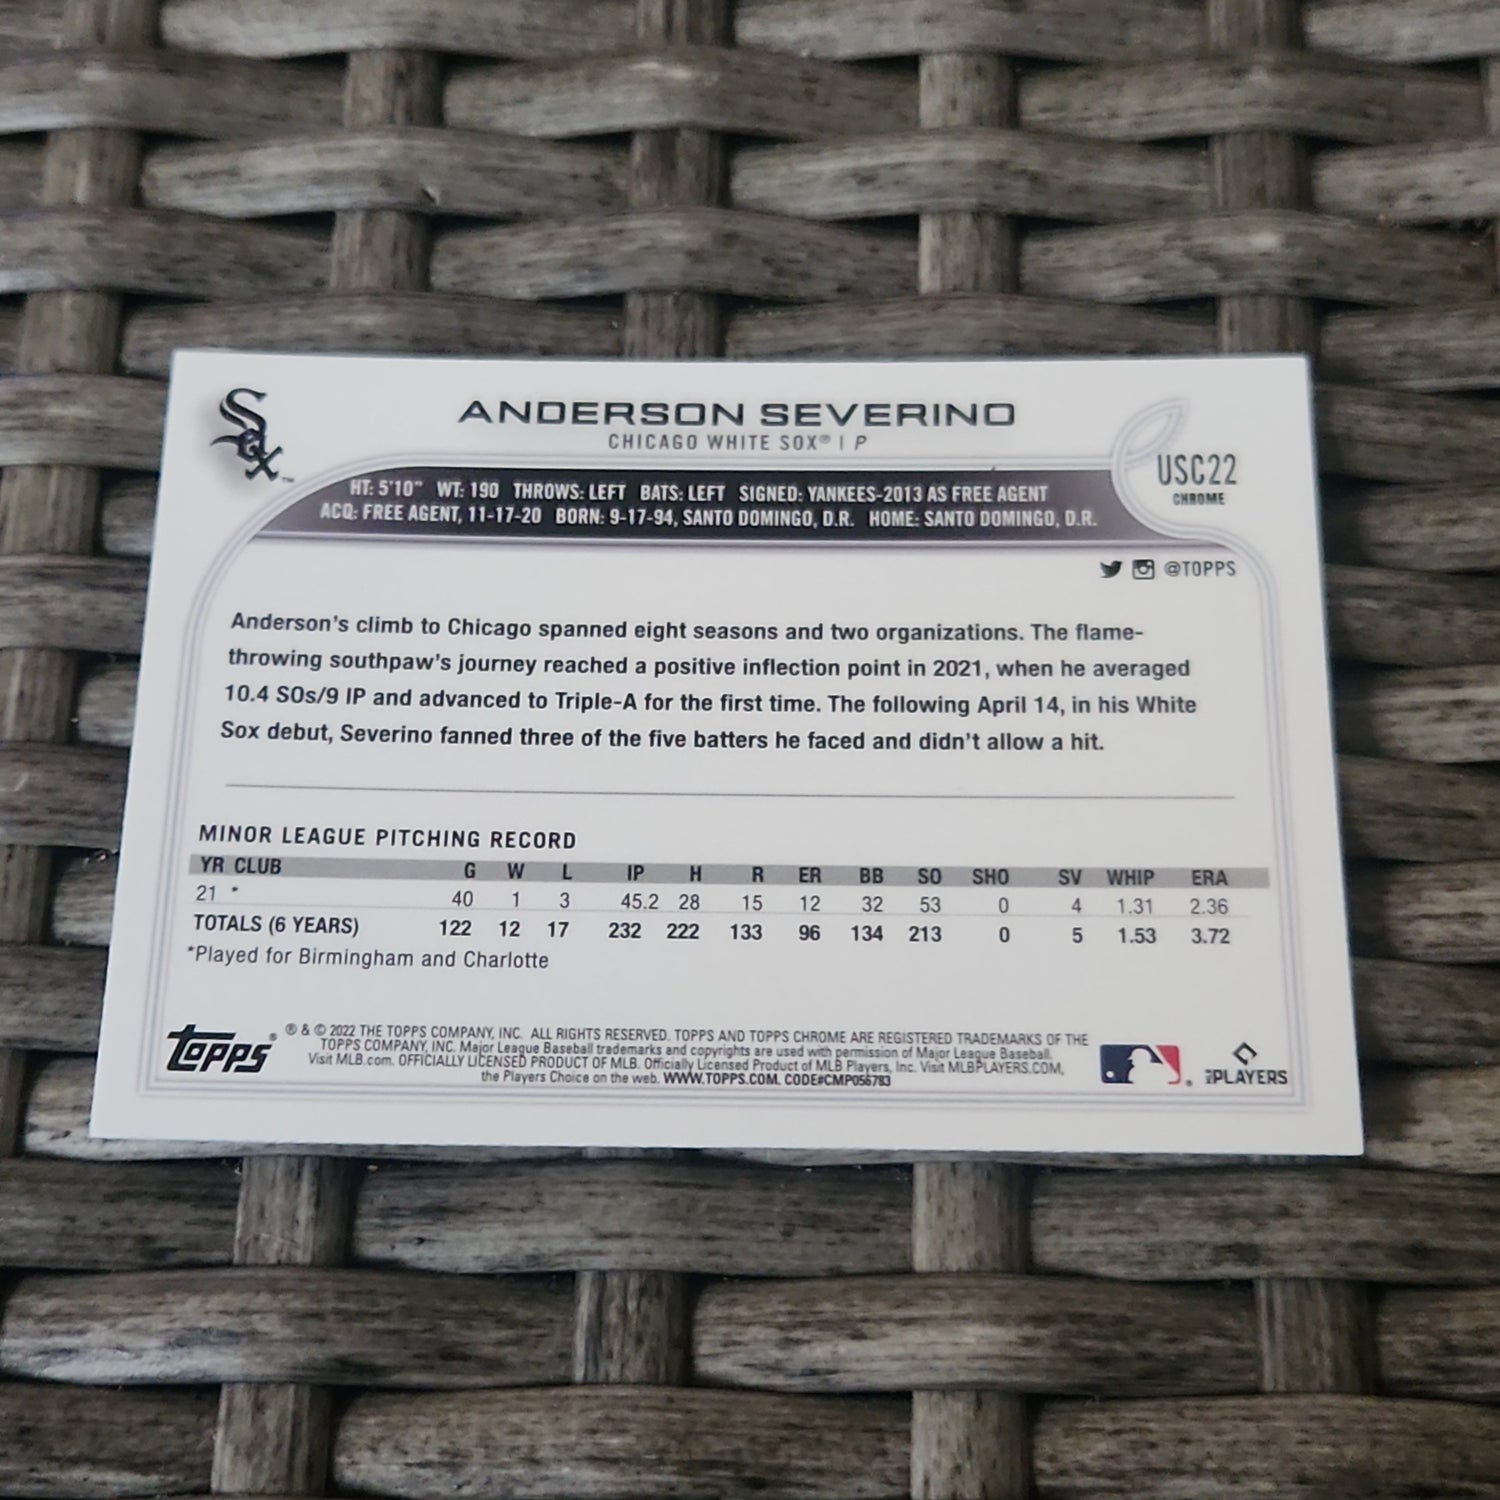 Sox™
ANDERSON SEVERINO
CHICAGO WHITE SOX® | P
USC22
CHROME
HT: 5'10" WT: 190 THROWS: LEFT BATS: LEFT SIGNED: YANKEES-2013 AS FREE AGENT
ACQ: FREE AGENT, 11-17-20 BORN: 9-17-94, SANTO DOMINGO, D.R. HOME: SANTO DOMINGO, D.R.
@TOPPS
Anderson's climb to Chicago spanned eight seasons and two organizations. The flame-
throwing southpaw's journey reached a positive inflection point in 2021, when he averaged
10.4 SOs/9 IP and advanced to Triple-A for the first time. The following April 14, in his White
Sox debut, Severino fanned three of the five batters he faced and didn't allow a hit.
MINOR LEAGUE PITCHING RECORD
YR CLUB G W L IP H R ER BB SO SHO SV WHIP ERA
21 * 40 1 3 45.2 28 15 12 32 53 0 4 1.31 2.36
TOTALS (6 YEARS) 122 12 17 232 222 133 96 134 213 0 5 1.53 3.72
*Played for Birmingham and Charlotte
topps®
® & © 2022 THE TOPPS COMPANY, INC. ALL RIGHTS RESERVED. TOPPS AND TOPPS CHROME ARE REGISTERED TRADEMARKS OF THE
TOPPS COMPANY, INC. Major League Baseball trademarks and copyrights are used with permission of Major League Baseball.
Visit MLB.com. OFFICIALLY LICENSED PRODUCT OF MLB. Officially Licensed Product of MLB Players, Inc. Visit MLBPLAYERS.COM,
the Players Choice on the web. WWW.TOPPS.COM. CODE#CMP056783
PLAYERS